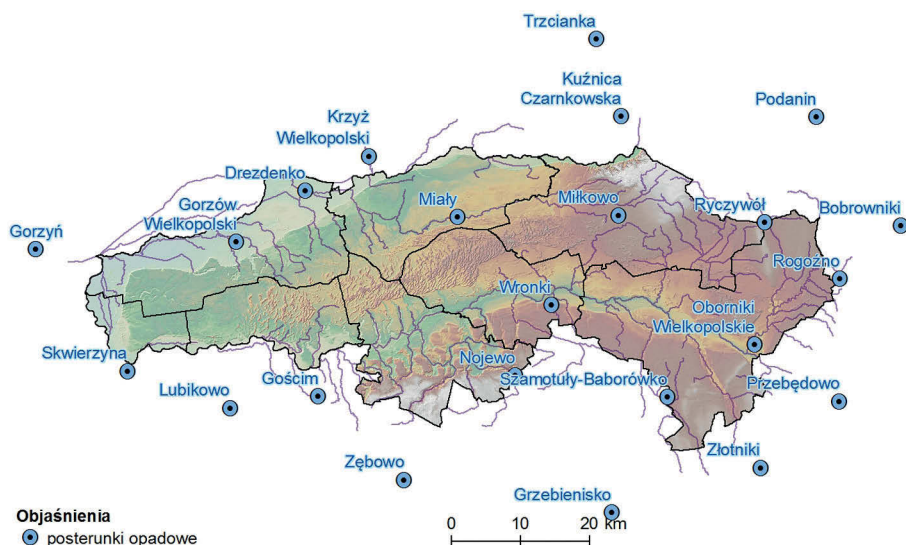 Trzcianka
Kuźnica
Czarnkowska
Podanin
Krzyż
Wielkopolski
Drezdenko
Gorzów
Wielkopolski
Miały
Miłkowo
Ryczywół
Bobrowniki
Gorzyń
Rogoźno
Wronki
Oborniki
Wielkopolskie
Skwierzyna
Lubikowo
Gościm
Nojewo
Szamotuły-Baborówko
Przebędowo
Zębowo
Złotniki
Grzebienisko
Objaśnienia
posterunki opadowe
0 10 20 km